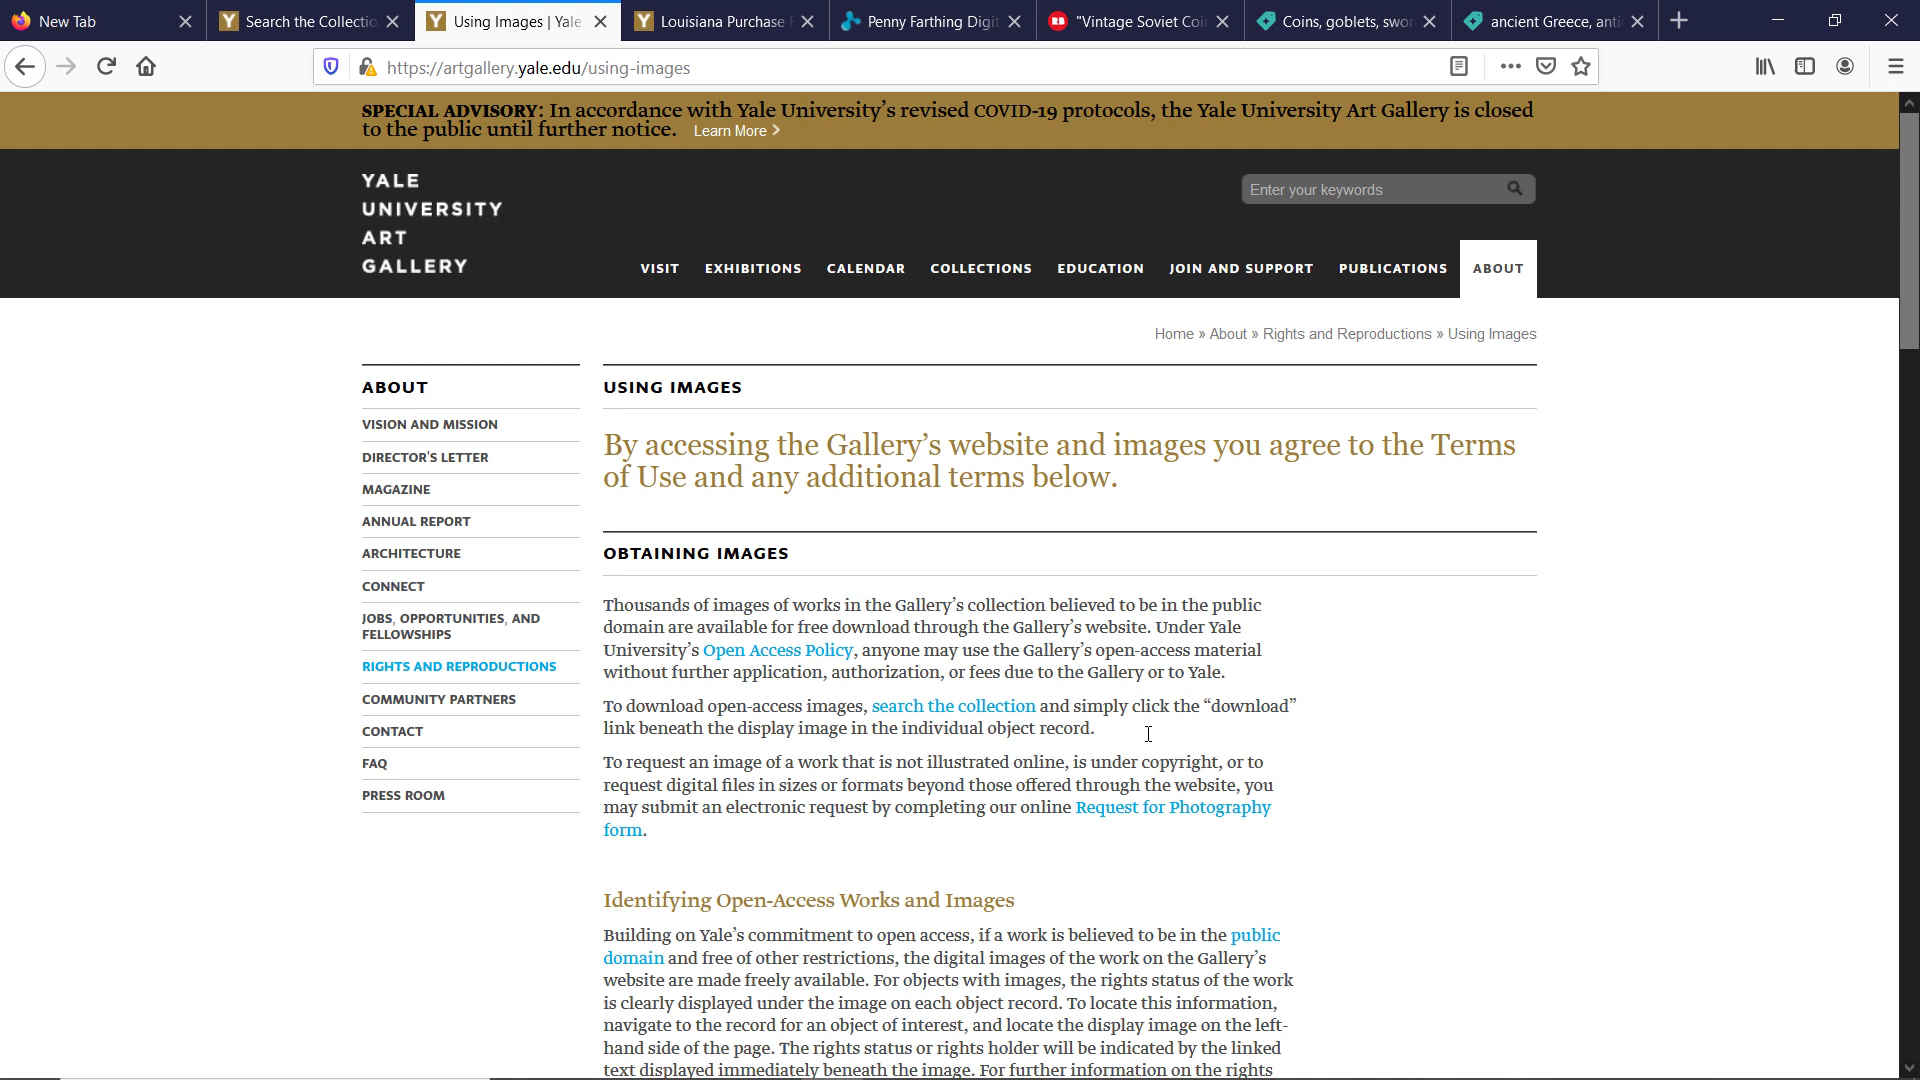 New Tab
Search the Collectio
Using Images | Yale
Louisiana Purchase E
Penny Farthing Digit
"Vintage Soviet Coi
Coins, goblets, swor
ancient Greece, anti
https://artgallery.yale.edu/using-images
SPECIAL ADVISORY: In accordance with Yale University’s revised COVID-19 protocols, the Yale University Art Gallery is closed
to the public until further notice. Learn More >
YALE
UNIVERSITY
ART
GALLERY
Enter your keywords
VISIT EXHIBITIONS CALENDAR COLLECTIONS EDUCATION JOIN AND SUPPORT PUBLICATIONS ABOUT
Home » About » Rights and Reproductions » Using Images
ABOUT
VISION AND MISSION
DIRECTOR'S LETTER
MAGAZINE
ANNUAL REPORT
ARCHITECTURE
CONNECT
JOBS, OPPORTUNITIES, AND
FELLOWSHIPS
RIGHTS AND REPRODUCTIONS
COMMUNITY PARTNERS
CONTACT
FAQ
PRESS ROOM
USING IMAGES
By accessing the Gallery’s website and images you agree to the Terms
of Use and any additional terms below.
OBTAINING IMAGES
Thousands of images of works in the Gallery’s collection believed to be in the public
domain are available for free download through the Gallery’s website. Under Yale
University’s Open Access Policy, anyone may use the Gallery’s open-access material
without further application, authorization, or fees due to the Gallery or to Yale.
To download open-access images, search the collection and simply click the “download”
link beneath the display image in the individual object record.
To request an image of a work that is not illustrated online, is under copyright, or to
request digital files in sizes or formats beyond those offered through the website, you
may submit an electronic request by completing our online Request for Photography
form.
Identifying Open-Access Works and Images
Building on Yale’s commitment to open access, if a work is believed to be in the public
domain and free of other restrictions, the digital images of the work on the Gallery’s
website are made freely available. For objects with images, the rights status of the work
is clearly displayed under the image on each object record. To locate this information,
navigate to the record for an object of interest, and locate the display image on the left-
hand side of the page. The rights status or rights holder will be indicated by the linked
text displayed immediately beneath the image. For further information on the rights